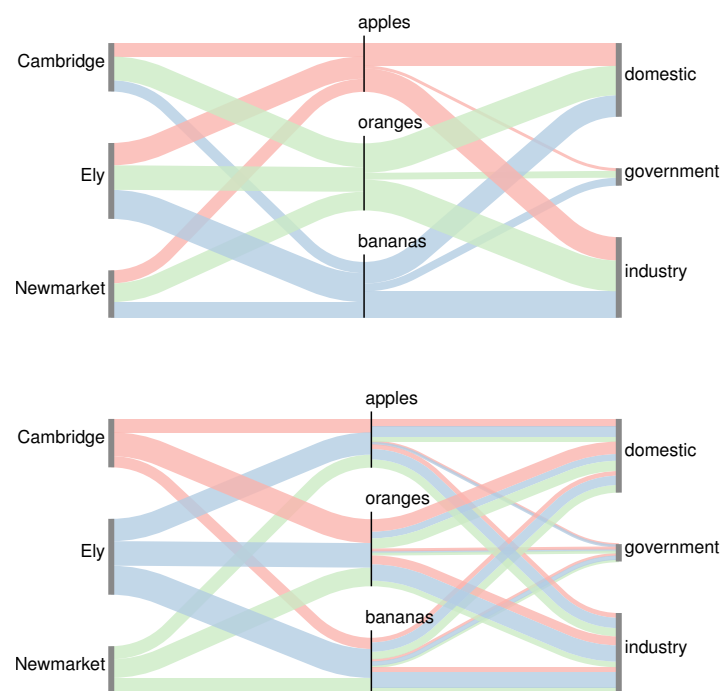 apples
Cambridge
domestic
oranges
Ely
government
bananas
industry
Newmarket
apples
Cambridge
domestic
oranges
Ely
government
bananas
industry
Newmarket